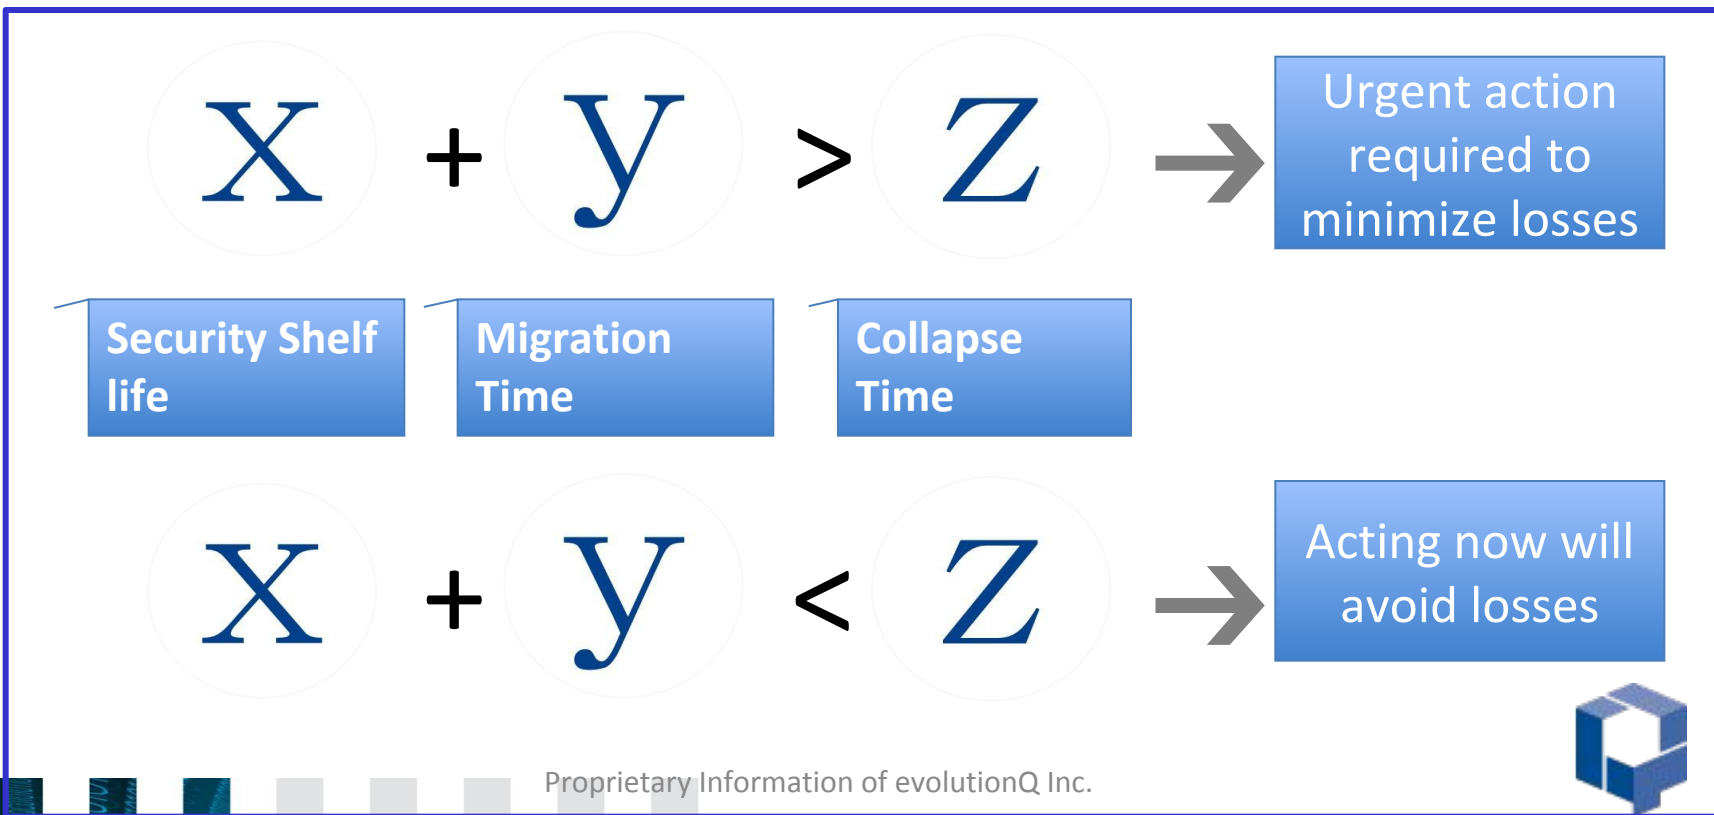 x + y > z
Urgent action
required to
minimize losses
Security Shelf
life
Migration
Time
Collapse
Time
x + y < z
Acting now will
avoid losses
Proprietary Information of evolutionQ Inc.